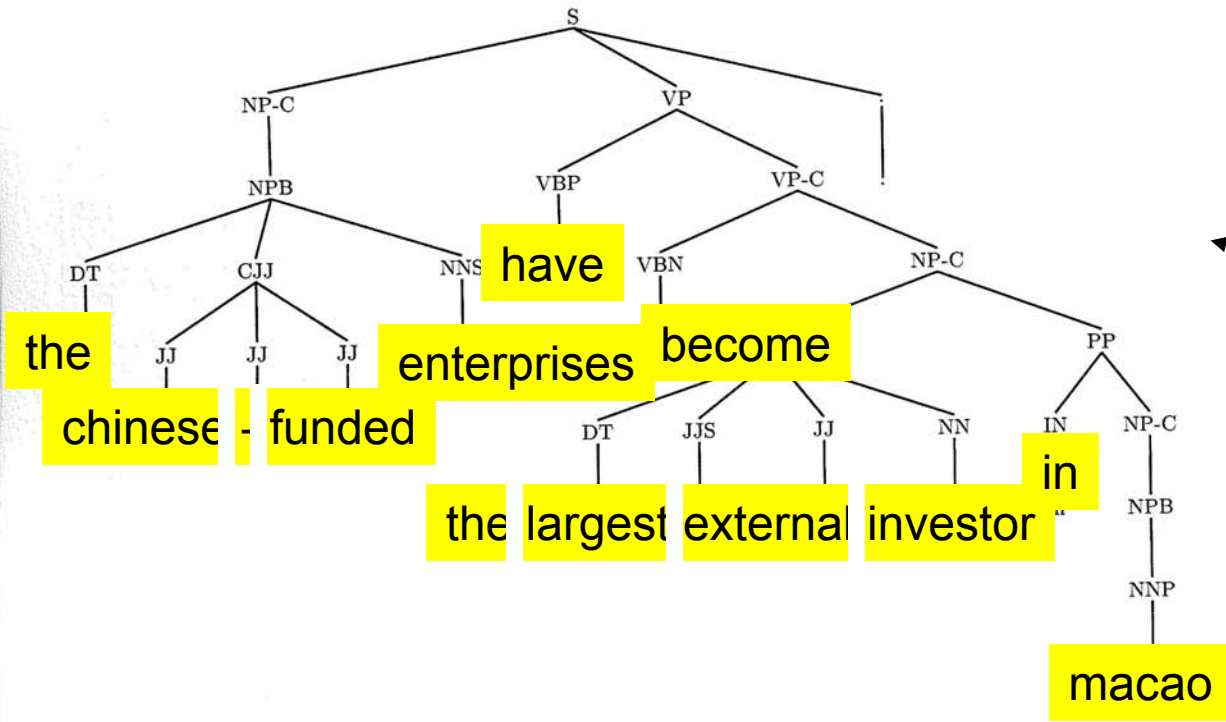 S
NP-C VP .
NPB VBP VP-C .
DT CJJ NNS have VBN NP-C
the JJ JJ JJ enterprises become PP
chinese - funded DT JJS JJ NN IN NP-C
the largest external investor in NPB
NNP
macao